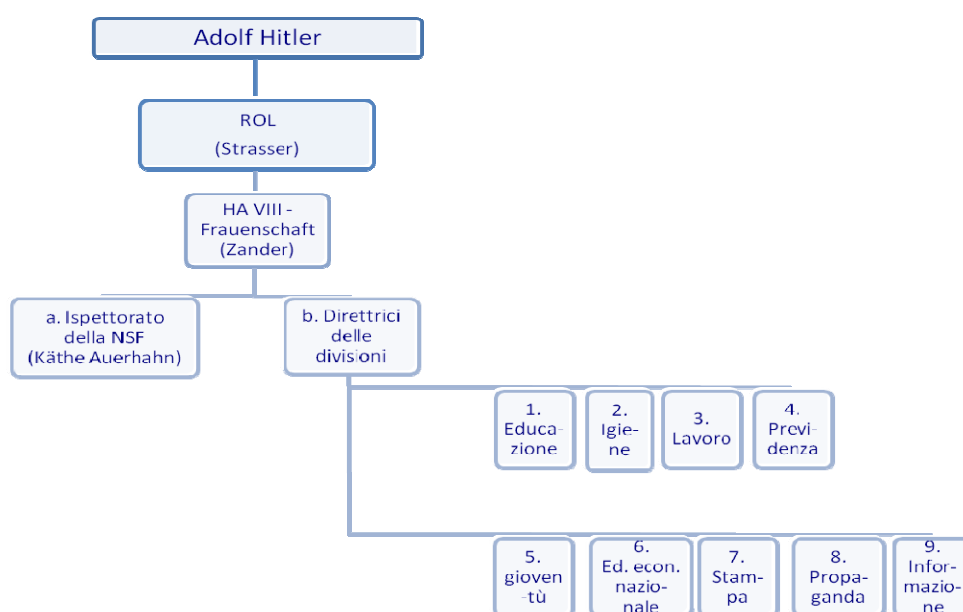 Adolf Hitler
ROL
(Strasser)
HA VIII -
Frauenschaft
(Zander)
a. Ispettorato
della NSF
(Käthe Auerhahn)
b. Direttrici
delle
divisioni
1.
Educa-
zione
2.
Igie-
ne
3.
Lavoro
4.
Previ-
denza
5.
gioven
-tù
6.
Ed. econ.
nazio-
nale
7.
Stam-
pa
8.
Propa-
ganda
9.
Infor-
mazio-
ne